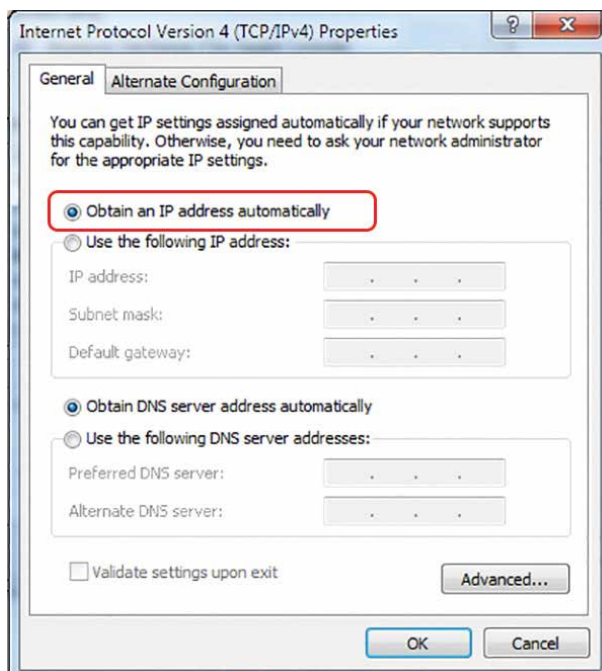 Internet Protocol Version 4 (TCP/IPv4) Properties
General
Alternate Configuration
You can get IP settings assigned automatically if your network supports
this capability. Otherwise, you need to ask your network administrator
for the appropriate IP settings.
Obtain an IP address automatically
Use the following IP address:
IP address:
Subnet mask:
Default gateway:
Obtain DNS server address automatically
Use the following DNS server addresses:
Preferred DNS server:
Alternate DNS server:
Validate settings upon exit
Advanced...
OK
Cancel